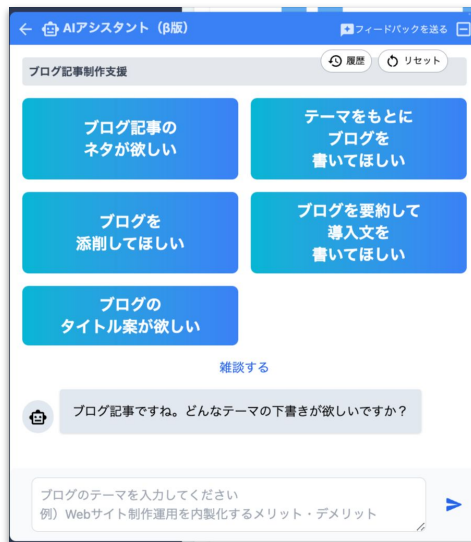 AIアシスタント（β版）
フィードバックを送る
ブログ記事制作支援
履歴
リセット
ブログ記事の
ネタが欲しい
テーマをもとに
ブログを
書いてほしい
ブログを
添削してほしい
ブログを要約して
導入文を
書いてほしい
ブログの
タイトル案が欲しい
雑談する
ブログ記事ですね。どんなテーマの下書きが欲しいですか？
ブログのテーマを入力してください
例）Webサイト制作運用を内製化するメリット・デメリット